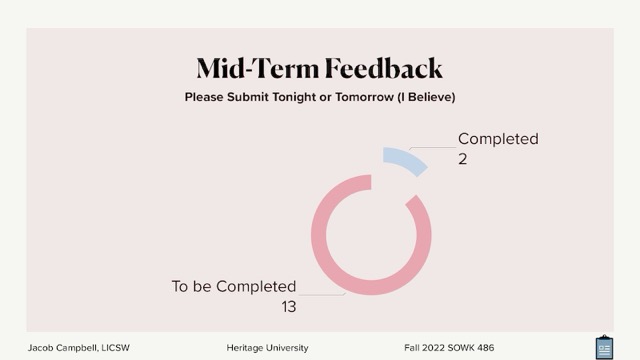 Mid-Term Feedback
Please Submit Tonight or Tomorrow (I Believe)
Completed
2
To be Completed
13
Jacob Campbell, LICSW
Heritage University
Fall 2022 SOWK 486